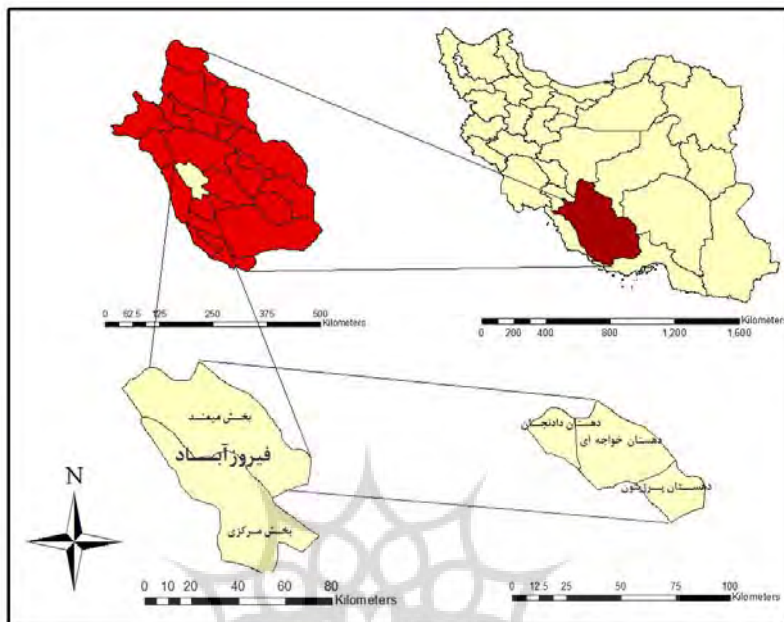 0 62.5 125 250 375 500
Kilometers
Kilometers
0 200 400 800 1,200 1,600
بخش میمند
فیروزآباد
بخش مرکزی
دهستان دادنجان
دهستان خواجه ای
دهستان پرزیتون
N
0 10 20 40 60 80
Kilometers
0 12.5 25 50 75 100
Kilometers